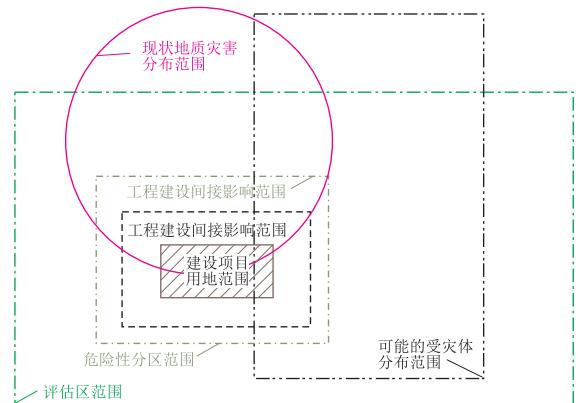 现状地质灾害
分布范围
工程建设间接影响范围
工程建设间接影响范围
建设项目
用地范围
可能的受灾体
分布范围
危险性分区范围
评估区范围